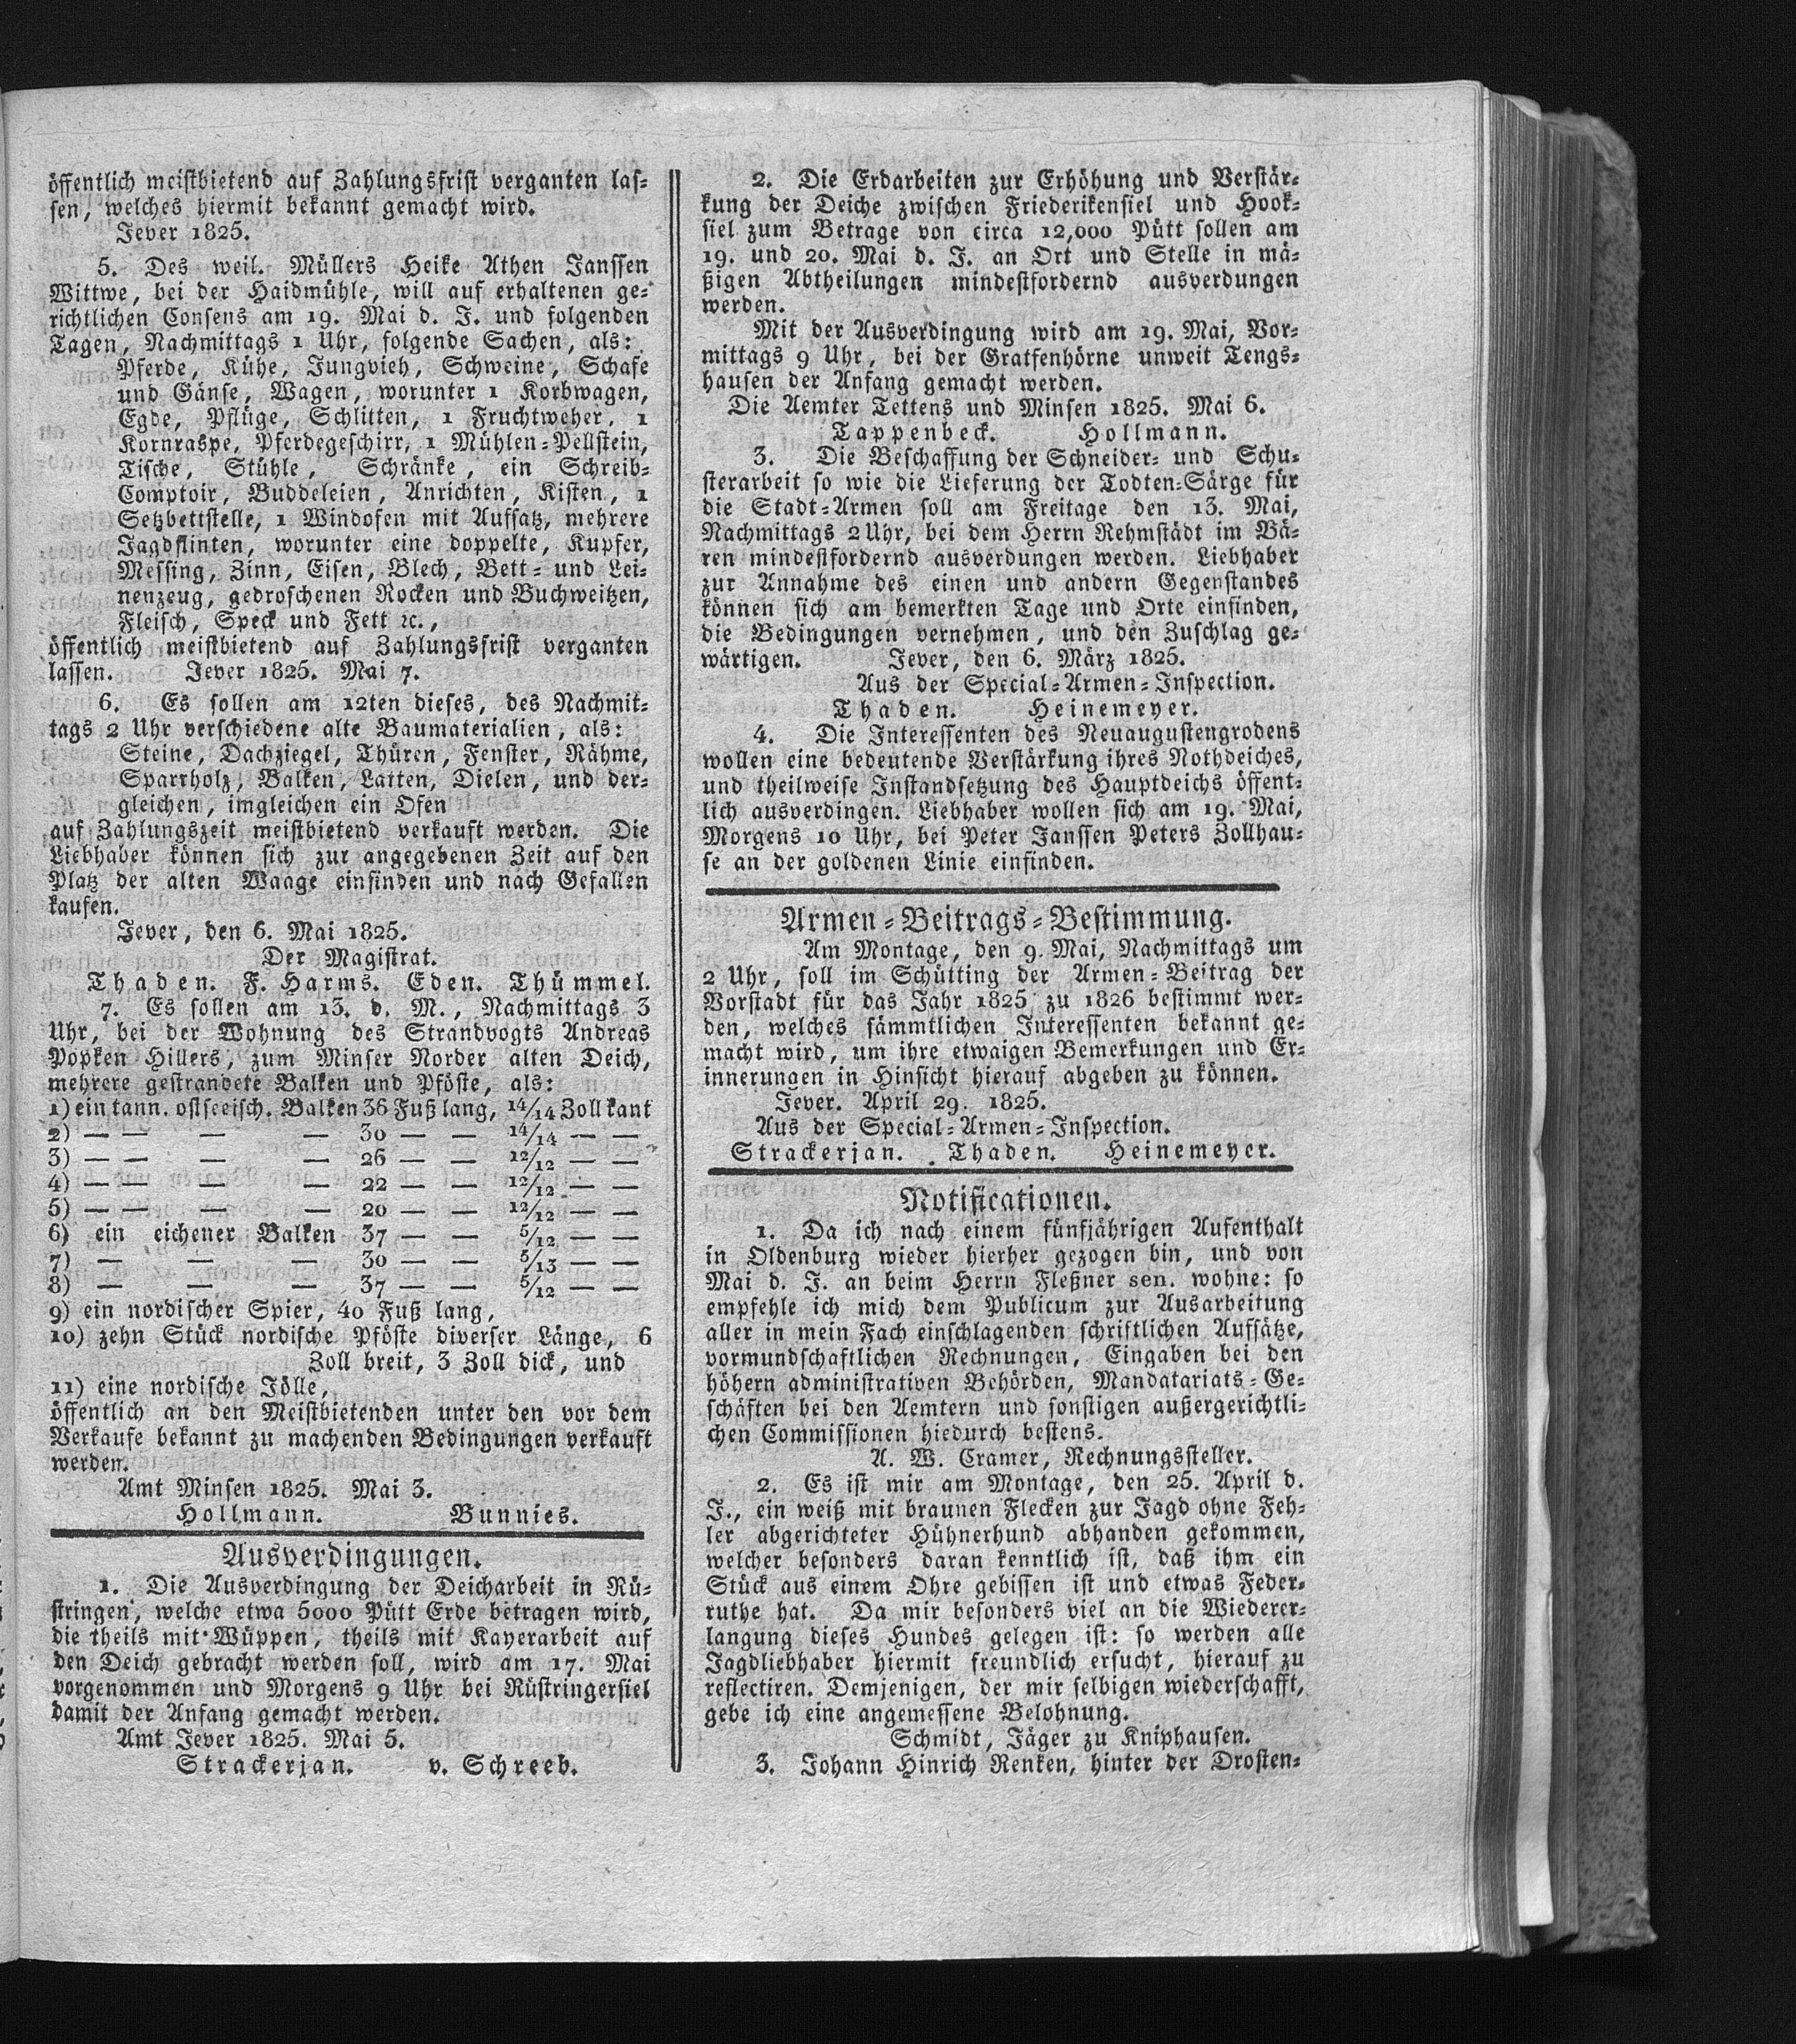 öffentlich meistbietend auf Zahlungsfrist verganten las-
sen, welches hiermit bekannt gemacht wird.
Jever 1825.
5. Des weil. Müllers Heike Athen Janssen
Wittwe, bei der Haidmühle, will auf erhaltenen ge-
richtlichen Consens am 19. Mai d. J. und folgenden
Tagen, Nachmittags 1 Uhr, folgende Sachen, als:
Pferde, Kühe, Jungvieh, Schweine, Schafe
und Gänse, Wagen, worunter 1 Korbwagen,
Egde, Pflüge, Schlitten, 1 Fruchtweher, 1
Kornraspe, Pferdegeschirr, 1 Mühlen-Pellstein,
Tische, Stühle, Schränke, ein Schreib-
Comptoir, Buddeleien, Anrichten, Kisten, 1
Setzbettstelle, 1 Windofen mit Aufsatz, mehrere
Jagdflinten, worunter eine doppelte, Kupfer,
Messing, Zinn, Eisen, Blech, Bett- und Lei-
nenzeug, gedroschenen Rocken und Buchweitzen,
Fleisch, Speck und Fett ꝛc.,
öffentlich meistbietend auf Zahlungsfrist verganten
lassen. Jever 1825. Mai 7.
6. Es sollen am 12ten dieses, des Nachmit-
tags 2 Uhr verschiedene alte Baumaterialien, als:
Steine, Dachziegel, Thüren, Fenster, Rähme,
Sparrholz, Balken, Latten, Dielen, und der-
gleichen, imgleichen ein Ofen
auf Zahlungszeit meistbietend verkauft werden. Die
Liebhaber können sich zur angegebenen Zeit auf den
Platz der alten Waage einfinden und nach Gefallen
kaufen.
Jever, den 6. Mai 1825.
Der Magistrat.
Thaden. F. Harms. Eden. Thümmel.
7. Es sollen am 13. d. M., Nachmittags 3
Uhr, bei der Wohnung des Strandvogts Andreas
Popken Hillers, zum Minser Norder alten Deich,
mehrere gestrandete Balken und Pföste, als:
1) ein tann. ostseeisch. Balken 36 Fuß lang, 14/14 Zoll kant
2) — — — — 30 — — 14/14 — —
3) — — — — 26 — — 12/12 — —
4) — — — — 22 — — 12/12 — —
5) — — — — 20 — — 12/12 — —
6) ein eichener Balken 37 — — 5/12 — —
7) — — — 30 — — 5/13 — —
8) — — — 37 — — 5/12 — —
9) ein nordischer Spier, 40 Fuß lang,
10) zehn Stück nordische Pföste diverser Länge, 6
Zoll breit, 3 Zoll dick, und
11) eine nordische Jölle,
öffentlich an den Meistbietenden unter den vor dem
Verkaufe bekannt zu machenden Bedingungen verkauft
werden.
Amt Minsen 1825. Mai 3.
Hollmann. Bunnies.
Ausverdingungen.
1. Die Ausverdingung der Deicharbeit in Rü-
stringen, welche etwa 5000 Pütt Erde betragen wird,
die theils mit Wüppen, theils mit Kayerarbeit auf
den Deich gebracht werden soll, wird am 17. Mai
vorgenommen und Morgens 9 Uhr bei Rüstringersiel
damit der Anfang gemacht werden.
Amt Jever 1825. Mai 5.
Strackerjan. v. Schreeb.
2. Die Erdarbeiten zur Erhöhung und Verstär-
kung der Deiche zwischen Friederikensiel und Hook-
siel zum Betrage von circa 12,000 Pütt sollen am
19. und 20. Mai d. J. an Ort und Stelle in mä-
ßigen Abtheilungen mindestfordernd ausverdungen
werden.
Mit der Ausverdingung wird am 19. Mai, Vor-
mittags 9 Uhr, bei der Gratfenhörne unweit Tengs-
hausen der Anfang gemacht werden.
Die Aemter Tettens und Minsen 1825. Mai 6.
Tappenbeck. Hollmann.
3. Die Beschaffung der Schneider- und Schu-
sterarbeit so wie die Lieferung der Todten-Särge für
die Stadt-Armen soll am Freitage den 13. Mai,
Nachmittags 2 Uhr, bei dem Herrn Rehmstädt im Bä-
ren mindestfordernd ausverdungen werden. Liebhaber
zur Annahme des einen und andern Gegenstandes
können sich am bemerkten Tage und Orte einfinden,
die Bedingungen vernehmen, und den Zuschlag ge-
wärtigen. Jever, den 6. März 1825.
Aus der Special-Armen-Inspection.
Thaden. Heinemeyer.
4. Die Interessenten des Neuaugustengrodens
wollen eine bedeutende Verstärkung ihres Nothdeiches,
und theilweise Instandsetzung des Hauptdeichs öffent-
lich ausverdingen. Liebhaber wollen sich am 19. Mai,
Morgens 10 Uhr, bei Peter Janssen Peters Zollhau-
se an der goldenen Linie einfinden.
Armen-Beitrags-Bestimmung.
Am Montage, den 9. Mai, Nachmittags um
2 Uhr, soll im Schütting der Armen-Beitrag der
Vorstadt für das Jahr 1825 zu 1826 bestimmt wer-
den, welches sämmtlichen Interessenten bekannt ge-
macht wird, um ihre etwaigen Bemerkungen und Er-
innerungen in Hinsicht hierauf abgeben zu können.
Jever. April 29. 1825.
Aus der Special-Armen-Inspection.
Strackerjan. Thaden. Heinemeyer.
Notificationen.
1. Da ich nach einem fünfjährigen Aufenthalt
in Oldenburg wieder hierher gezogen bin, und von
Mai d. J. an beim Herrn Fleßner sen. wohne: so
empfehle ich mich dem Publicum zur Ausarbeitung
aller in mein Fach einschlagenden schriftlichen Aufsätze,
vormundschaftlichen Rechnungen, Eingaben bei den
höhern administrativen Behörden, Mandatariats-Ge-
schäften bei den Aemtern und sonstigen außergerichtli-
chen Commissionen hiedurch bestens.
A. W. Cramer, Rechnungssteller.
2. Es ist mir am Montage, den 25. April d.
J., ein weiß mit braunen Flecken zur Jagd ohne Feh-
ler abgerichteter Hühnerhund abhanden gekommen,
welcher besonders daran kenntlich ist, daß ihm ein
Stück aus einem Ohre gebissen ist und etwas Feder-
ruthe hat. Da mir besonders viel an die Wiederer-
langung dieses Hundes gelegen ist: so werden alle
Jagdliebhaber hiermit freundlich ersucht, hierauf zu
reflectiren. Demjenigen, der mir selbigen wiederschafft,
gebe ich eine angemessene Belohnung.
Schmidt, Jäger zu Kniphausen.
3. Johann Hinrich Renken, hinter der Drosten-